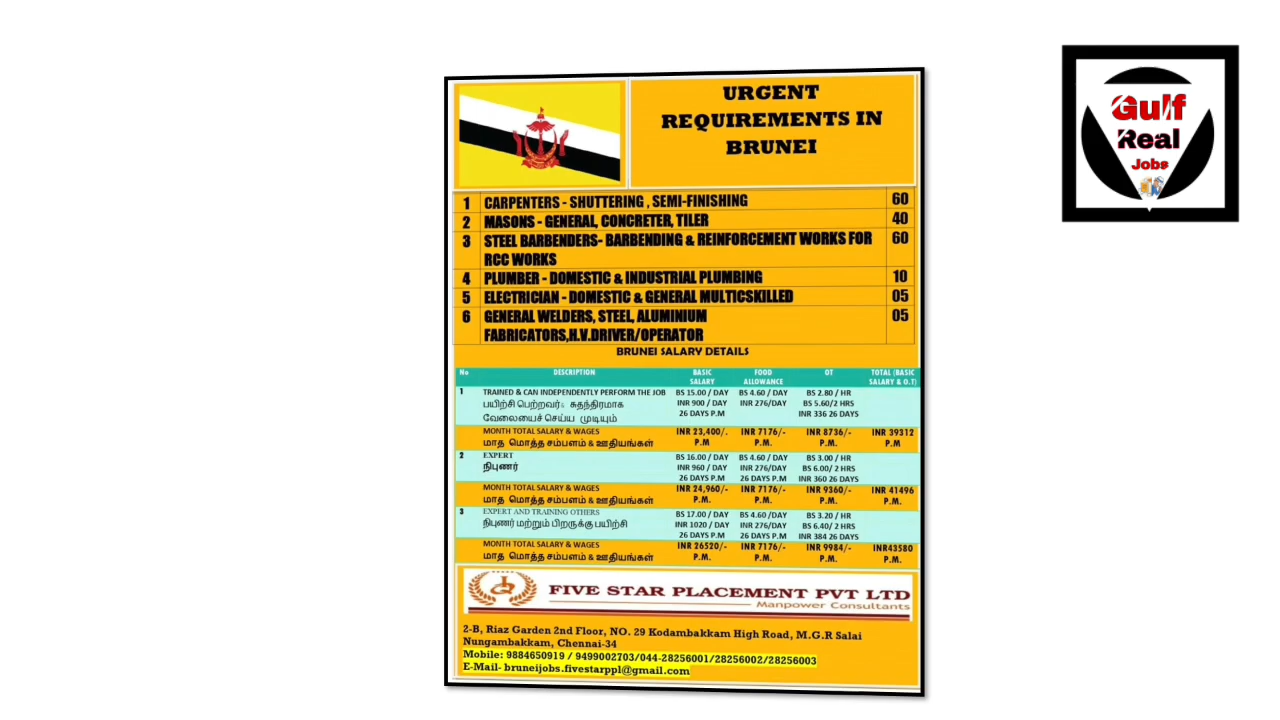 URGENT
REQUIREMENTS IN
BRUNEI
Gulf
Real
Jobs
1 CARPENTERS - SHUTTERING , SEMI-FINISHING 60
2 MASONS - GENERAL, CONCRETER, TILER 40
3 STEEL BARBENDERS- BARBENDING & REINFORCEMENT WORKS FOR 60
RCC WORKS
4 PLUMBER - DOMESTIC & INDUSTRIAL PLUMBING 10
5 ELECTRICIAN - DOMESTIC & GENERAL MULTICSKILLED 05
6 GENERAL WELDERS, STEEL, ALUMINIUM 05
FABRICATORS,H.V.DRIVER/OPERATOR
BRUNEI SALARY DETAILS
No DESCRIPTION BASIC FOOD OT TOTAL (BASIC
SALARY ALLOWANCE SALARY & O.T)
1 TRAINED & CAN INDEPENDENTLY PERFORM THE JOB BS 15.00 / DAY BS 4.60 / DAY BS 2.80 / HR
பயிற்சி பெற்றவர்: சுதந்திரமாக INR 900 / DAY INR 276/DAY BS 5.60/2 HRS
வேலையைச் செய்ய முடியும் 26 DAYS P.M INR 336 26 DAYS
MONTH TOTAL SALARY & WAGES INR 23,400/. INR 7176/- INR 8736/- INR 39312
மாத மொத்த சம்பளம் & ஊதியங்கள் P.M P.M. P.M. P.M
2 EXPERT BS 16.00 / DAY BS 4.60 / DAY BS 3.00 / HR
நிபுணர் INR 960 / DAY INR 276/DAY BS 6.00/ 2 HRS
26 DAYS P.M 26 DAYS P.M INR 360 26 DAYS
MONTH TOTAL SALARY & WAGES INR 24,960/- INR 7176/- INR 9360/- INR 41496
மாத மொத்த சம்பளம் & ஊதியங்கள் P.M. P.M. P.M. P.M.
3 EXPERT AND TRAINING OTHERS BS 17.00 / DAY BS 4.60 /DAY BS 3.20 / HR
நிபுணர் மற்றும் பிறருக்கு பயிற்சி INR 1020 / DAY INR 276/DAY BS 6.40/ 2 HRS
26 DAYS P.M 26 DAYS P.M INR 384 26 DAYS
MONTH TOTAL SALARY & WAGES INR 26520/- INR 7176/- INR 9984/- INR43580
மாத மொத்த சம்பளம் & ஊதியங்கள் P.M. P.M. P.M. P.M.
FIVE STAR PLACEMENT PVT LTD
Manpower Consultants
2-B, Riaz Garden 2nd Floor, NO. 29 Kodambakkam High Road, M.G.R Salai
Nungambakkam, Chennai-34
Mobile: 9884650919 / 9499002703/044-28256001/28256002/28256003
E-Mail- bruneijobs.fivestarppl@gmail.com